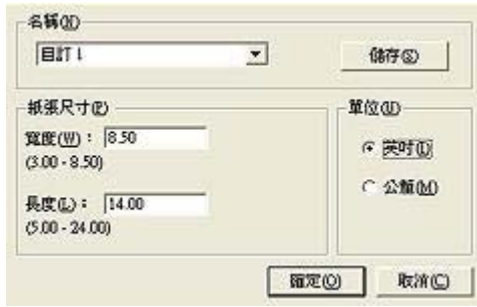 名稱(N)
自訂 1
儲存(S)
紙張尺寸(P)
寬度(W)： 8.50
(3.00 - 8.50)
長度(L)： 14.00
(5.00 - 24.00)
單位(U)
英吋(I)
公釐(M)
確定(O)
取消(C)